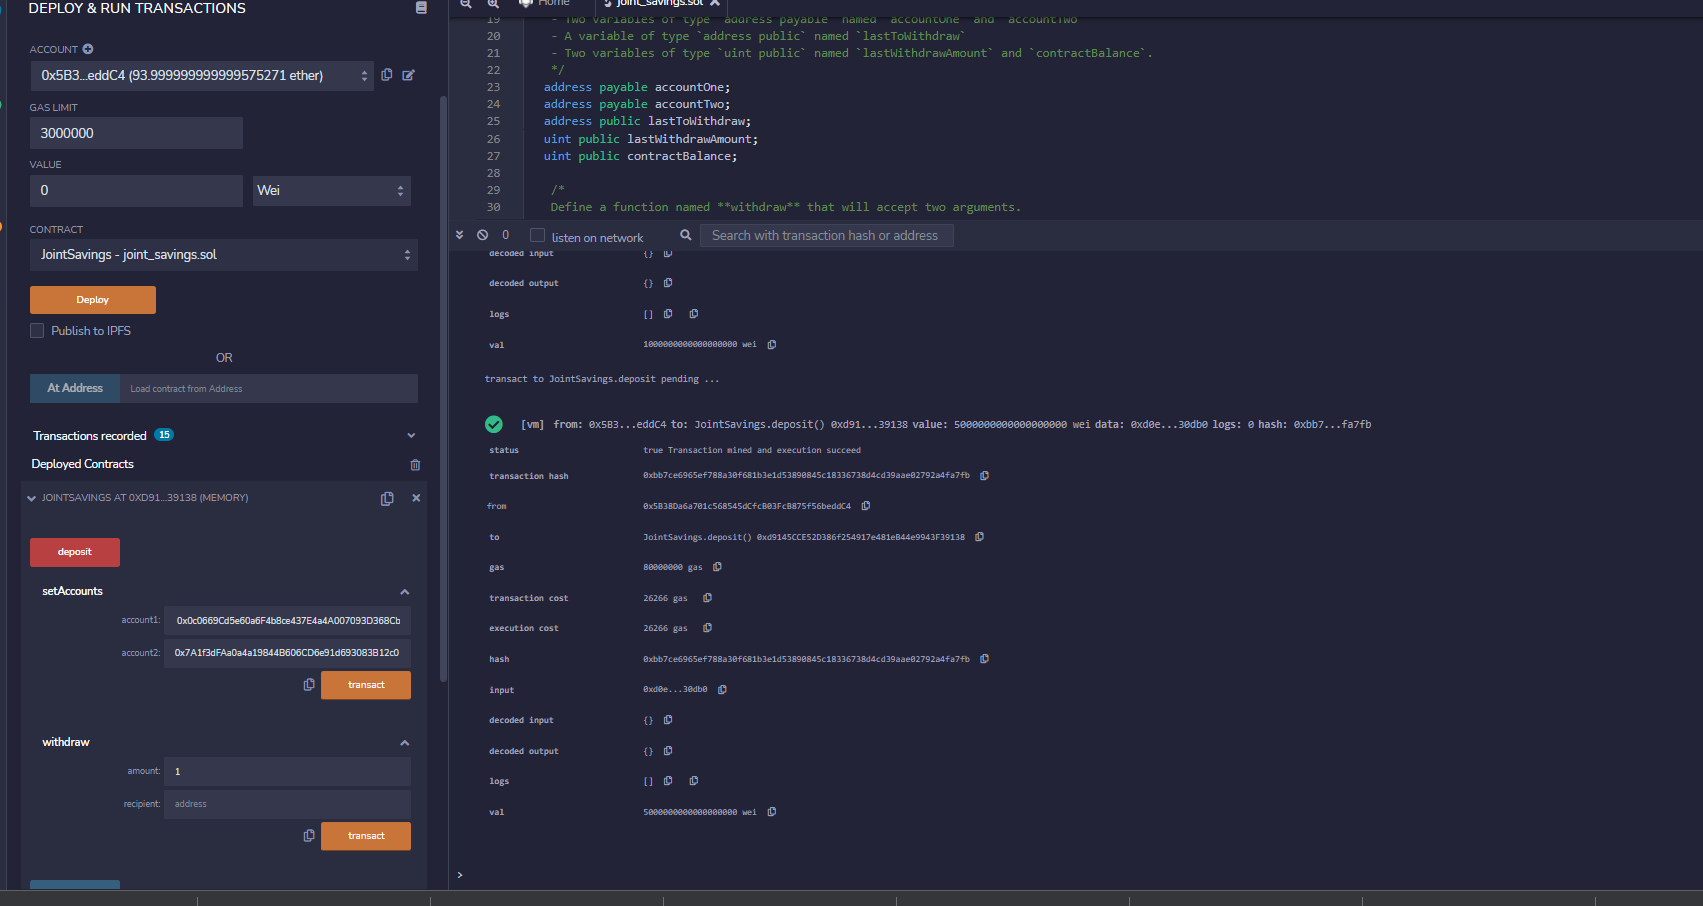 DEPLOY & RUN TRANSACTIONS
ACCOUNT
0x5B3...eddC4 (93.999999999999575271 ether)
GAS LIMIT
3000000
VALUE
0
Wei
CONTRACT
JointSavings - joint_savings.sol
Deploy
Publish to IPFS
OR
At Address
Load contract from Address
Transactions recorded 15
Deployed Contracts
JOINTSAVINGS AT 0XD91...39138 (MEMORY)
deposit
setAccounts
account1: 0x0c0669Cd5e60a6F4b8ce437E4a4A007093D368Cb
account2: 0x7A1f3dFAa0a4a19844B606CD6e91d693083B12c0
transact
withdraw
amount: 1
recipient: address
transact
Home
joint_savings.sol
19 - Two variables of type `address payable` named `accountOne` and `accountTwo`
20 - A variable of type `address public` named `lastToWithdraw`
21 - Two variables of type `uint public` named `lastWithdrawAmount` and `contractBalance`.
22 */
23 address payable accountOne;
24 address payable accountTwo;
25 address public lastToWithdraw;
26 uint public lastWithdrawAmount;
27 uint public contractBalance;
28
29 /*
30 Define a function named **withdraw** that will accept two arguments.
0
listen on network
Search with transaction hash or address
decoded input {}
decoded output {}
logs []
val 1000000000000000000 wei
transact to JointSavings.deposit pending ...
[vm] from: 0x5B3...eddC4 to: JointSavings.deposit() 0xd91...39138 value: 5000000000000000000 wei data: 0xd0e...30db0 logs: 0 hash: 0xbb7...fa7fb
status true Transaction mined and execution succeed
transaction hash 0xbb7ce6965ef788a30f681b3e1d53890845c18336738d4cd39aae02792a4fa7fb
from 0x5B38Da6a701c568545dCfcB03FcB875f56beddC4
to JointSavings.deposit() 0xd9145CCE52D386f254917e481eB44e9943F39138
gas 80000000 gas
transaction cost 26266 gas
execution cost 26266 gas
hash 0xbb7ce6965ef788a30f681b3e1d53890845c18336738d4cd39aae02792a4fa7fb
input 0xd0e...30db0
decoded input {}
decoded output {}
logs []
val 5000000000000000000 wei
>